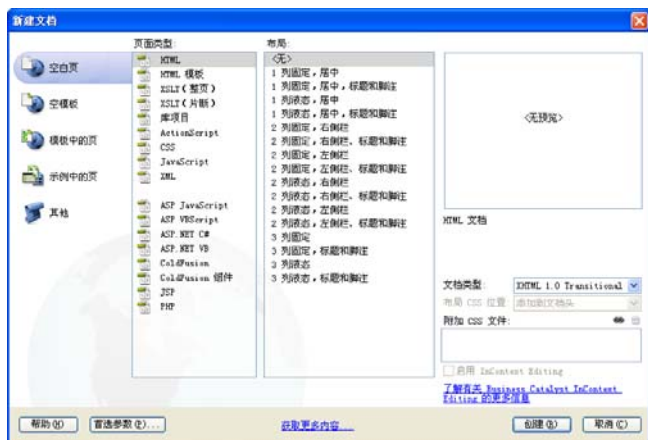 新建文档
空白页
空模板
模板中的页
示例中的页
其他
页面类型:
HTML
HTML 模板
XSLT(整页)
XSLT(片断)
库项目
ActionScript
CSS
JavaScript
XML
ASP JavaScript
ASP VBScript
ASP.NET C#
ASP.NET VB
ColdFusion
ColdFusion 组件
JSP
PHP
布局:
<无>
1 列固定,居中
1 列固定,居中,标题和脚注
1 列液态,居中
1 列液态,居中,标题和脚注
2 列固定,右侧栏
2 列固定,右侧栏、标题和脚注
2 列固定,左侧栏
2 列固定,左侧栏、标题和脚注
2 列液态,右侧栏
2 列液态,右侧栏、标题和脚注
2 列液态,左侧栏
2 列液态,左侧栏、标题和脚注
3 列固定
3 列固定,标题和脚注
3 列液态
3 列液态,标题和脚注
<无预览>
HTML 文档
文档类型: XHTML 1.0 Transitional
布局 CSS 位置: 添加到文档头
附加 CSS 文件:
启用 InContext Editing
了解有关 Business Catalyst InContext
Editing 的更多信息
帮助(H) 首选参数(P)... 获取更多内容... 创建(R) 取消(C)